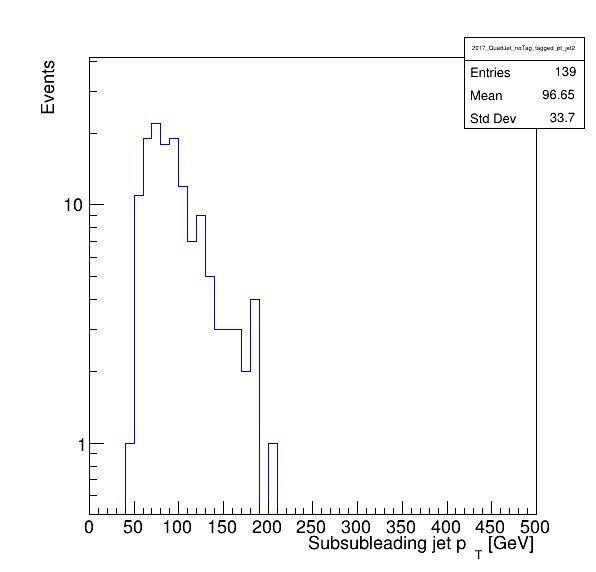 2017_QuadJet_noTag_tagged_pt_jet2
Entries 139
Mean 96.65
Std Dev 33.7
Events
10
1
0 50 100 150 200 250 300 350 400 450 500
Subsubleading jet p_T [GeV]